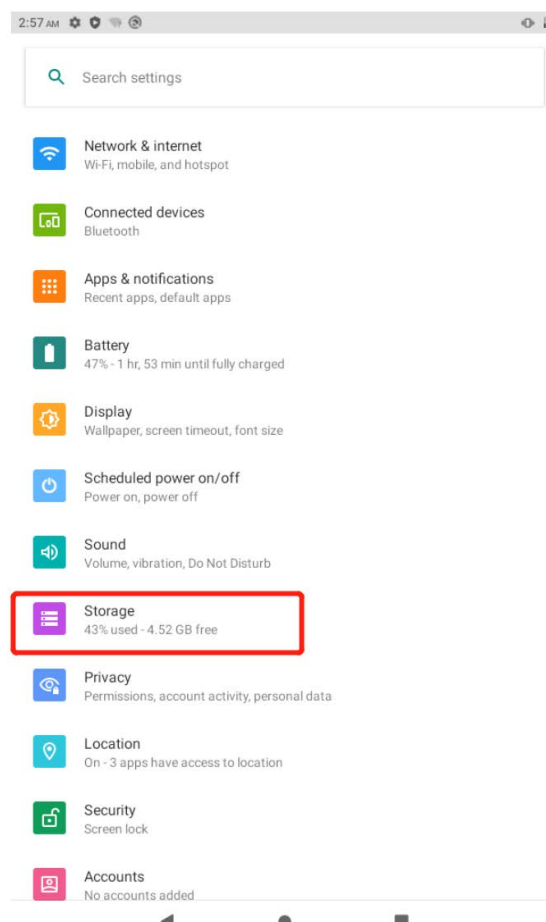 2:57 AM
Search settings
Network & internet
Wi-Fi, mobile, and hotspot
Connected devices
Bluetooth
Apps & notifications
Recent apps, default apps
Battery
47% - 1 hr, 53 min until fully charged
Display
Wallpaper, screen timeout, font size
Scheduled power on/off
Power on, power off
Sound
Volume, vibration, Do Not Disturb
Storage
43% used - 4.52 GB free
Privacy
Permissions, account activity, personal data
Location
On - 3 apps have access to location
Security
Screen lock
Accounts
No accounts added